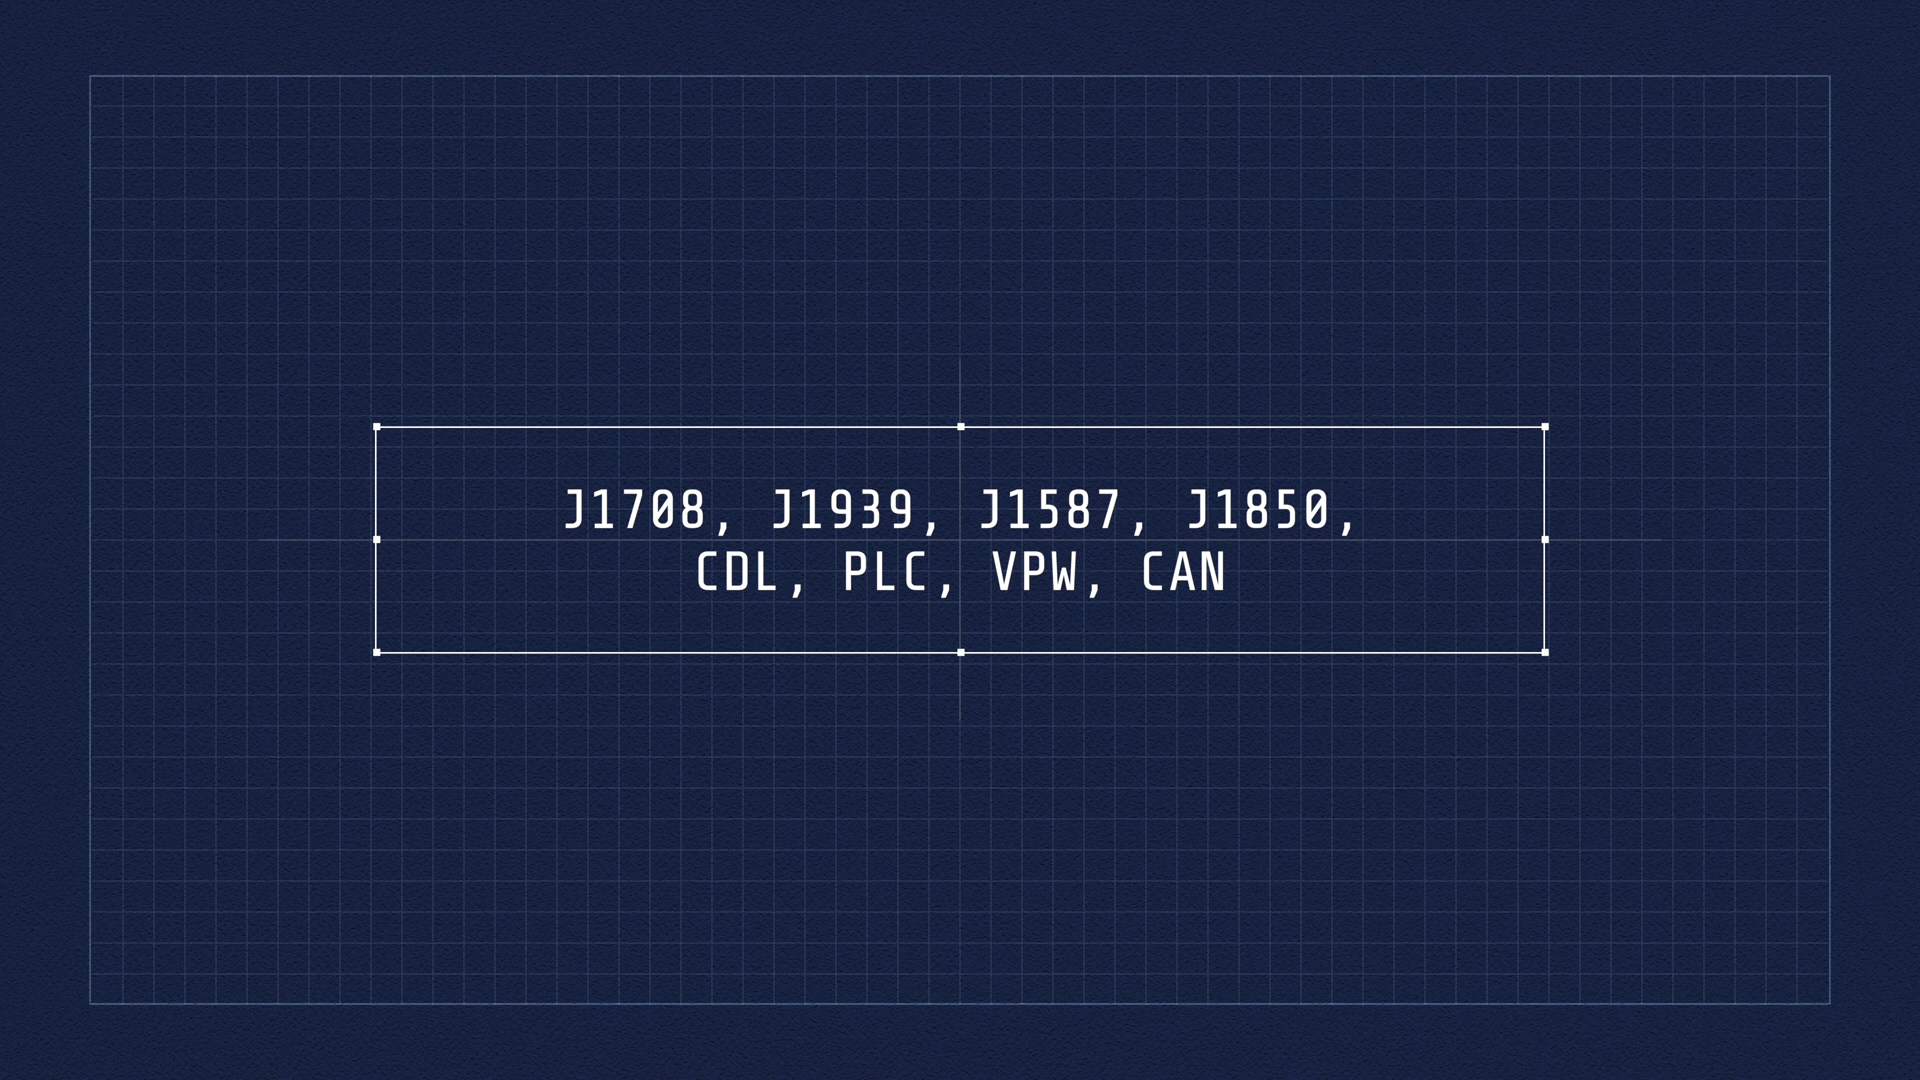 J1708, J1939, J1587, J1850,
CDL, PLC, VPW, CAN